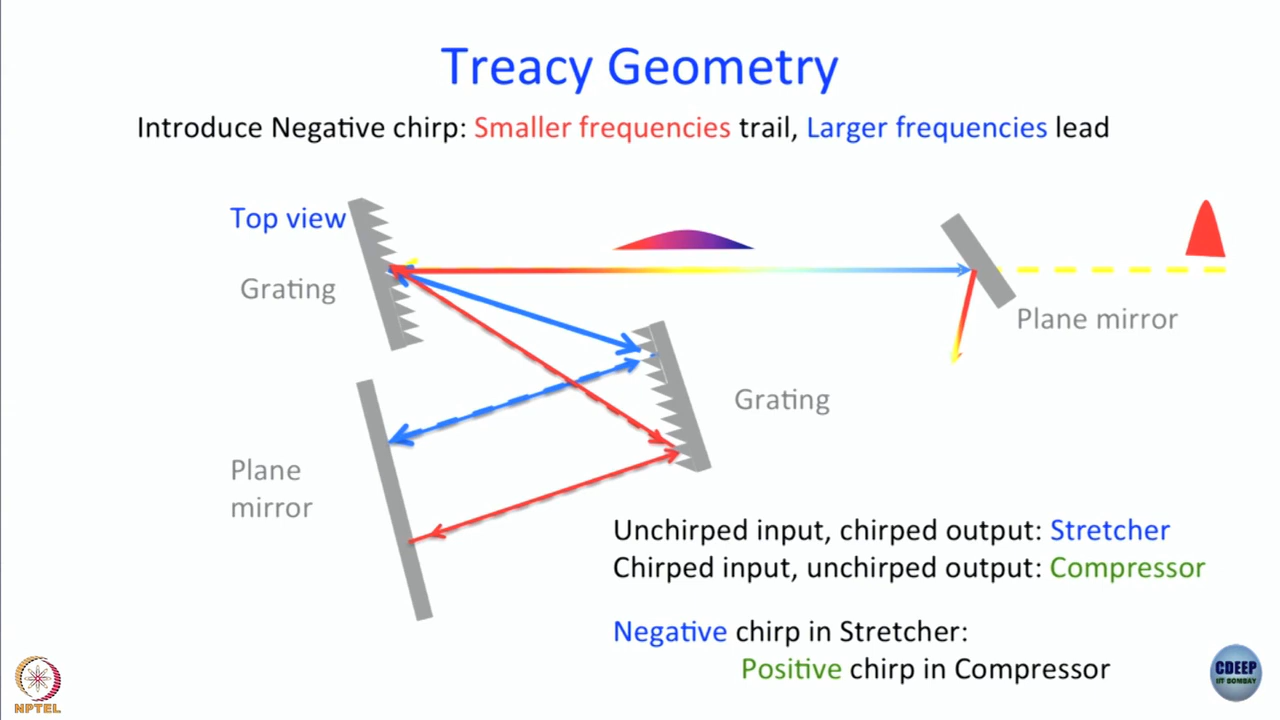 Treacy Geometry
Introduce Negative chirp: Smaller frequencies trail, Larger frequencies lead
Top view
Grating
Plane mirror
Grating
Plane
mirror
Unchirped input, chirped output: Stretcher
Chirped input, unchirped output: Compressor
Negative chirp in Stretcher:
Positive chirp in Compressor
NPTEL
CDEEP
IIT BOMBAY